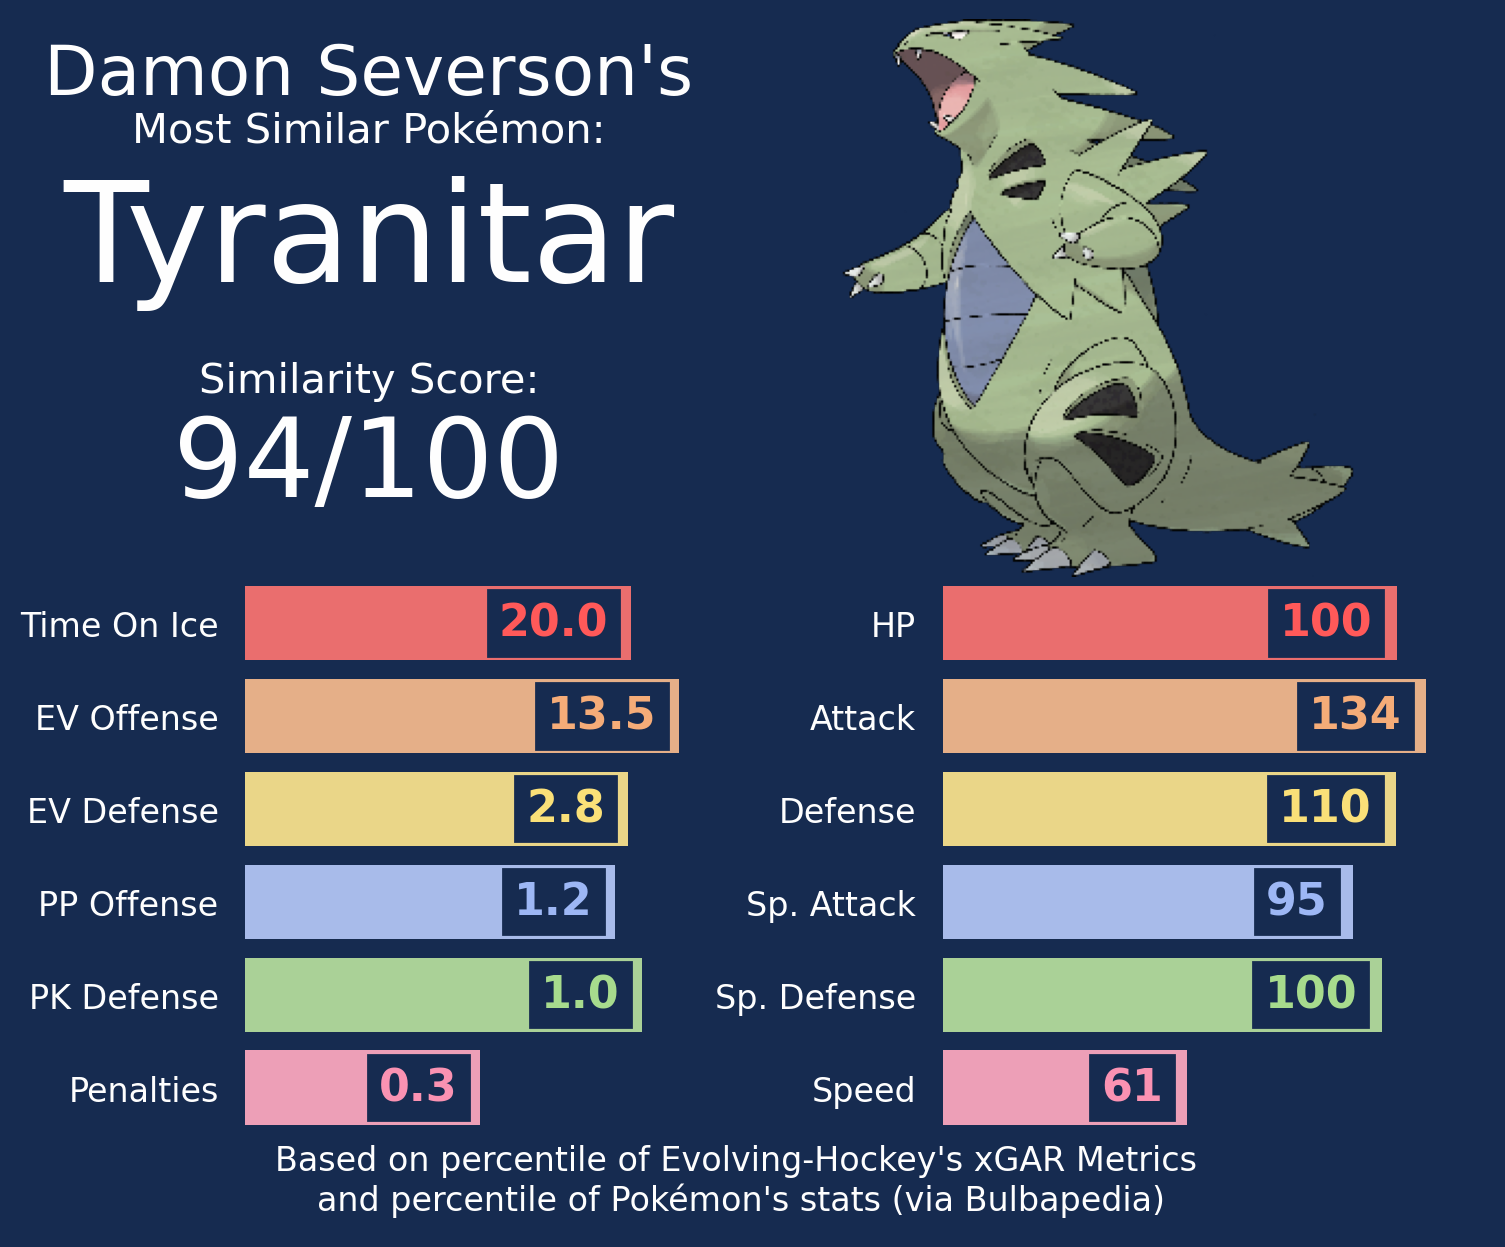 Damon Severson's
Most Similar Pokémon:
Tyranitar
Similarity Score:
94/100
Time On Ice 20.0
EV Offense 13.5
EV Defense 2.8
PP Offense 1.2
PK Defense 1.0
Penalties 0.3
HP 100
Attack 134
Defense 110
Sp. Attack 95
Sp. Defense 100
Speed 61
Based on percentile of Evolving-Hockey's xGAR Metrics
and percentile of Pokémon's stats (via Bulbapedia)